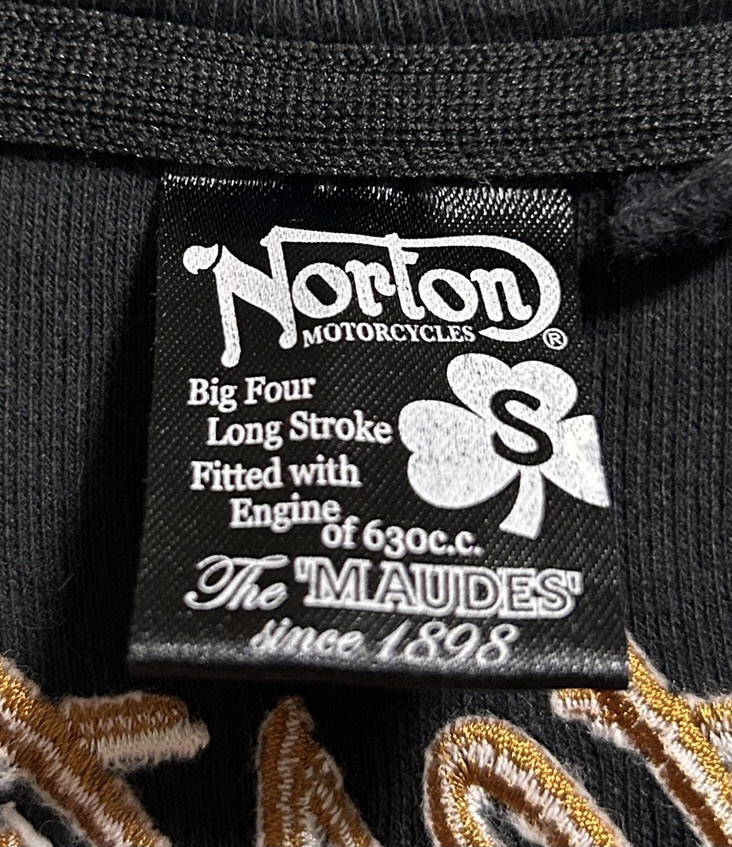 Norton
MOTORCYCLES ®
Big Four
Long Stroke
S
Fitted with
Engine
of 630c.c.
The 'MAUDES'
since 1898